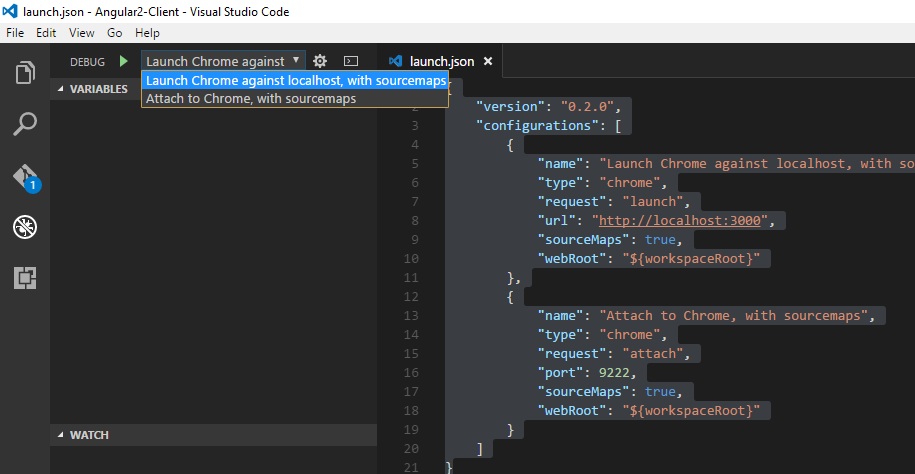 launch.json - Angular2-Client - Visual Studio Code
File Edit View Go Help
DEBUG Launch Chrome against launch.json
Launch Chrome against localhost, with sourcemaps
Attach to Chrome, with sourcemaps
VARIABLES
1
WATCH
{
2 "version": "0.2.0",
3 "configurations": [
4 {
5 "name": "Launch Chrome against localhost, with so
6 "type": "chrome",
7 "request": "launch",
8 "url": "http://localhost:3000",
9 "sourceMaps": true,
10 "webRoot": "${workspaceRoot}"
11 },
12 {
13 "name": "Attach to Chrome, with sourcemaps",
14 "type": "chrome",
15 "request": "attach",
16 "port": 9222,
17 "sourceMaps": true,
18 "webRoot": "${workspaceRoot}"
19 }
20 ]
21 }